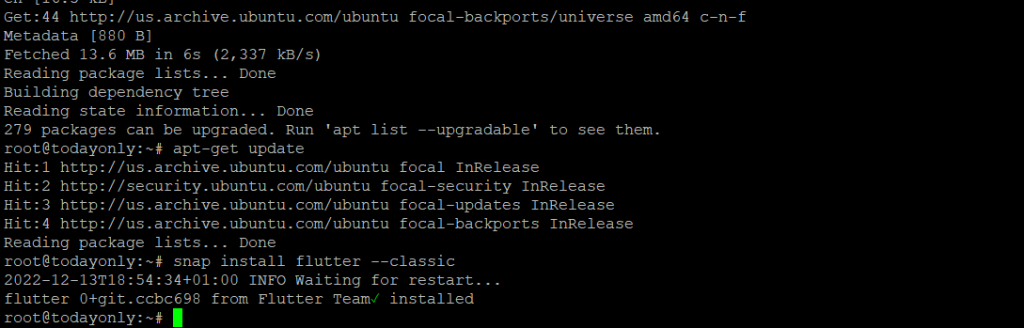 Get:44 http://us.archive.ubuntu.com/ubuntu focal-backports/universe amd64 c-n-f
Metadata [880 B]
Fetched 13.6 MB in 6s (2,337 kB/s)
Reading package lists... Done
Building dependency tree
Reading state information... Done
279 packages can be upgraded. Run 'apt list --upgradable' to see them.
root@todayonly:~# apt-get update
Hit:1 http://us.archive.ubuntu.com/ubuntu focal InRelease
Hit:2 http://security.ubuntu.com/ubuntu focal-security InRelease
Hit:3 http://us.archive.ubuntu.com/ubuntu focal-updates InRelease
Hit:4 http://us.archive.ubuntu.com/ubuntu focal-backports InRelease
Reading package lists... Done
root@todayonly:~# snap install flutter --classic
2022-12-13T18:54:34+01:00 INFO Waiting for restart...
flutter 0+git.ccbc698 from Flutter Team✓ installed
root@todayonly:~#